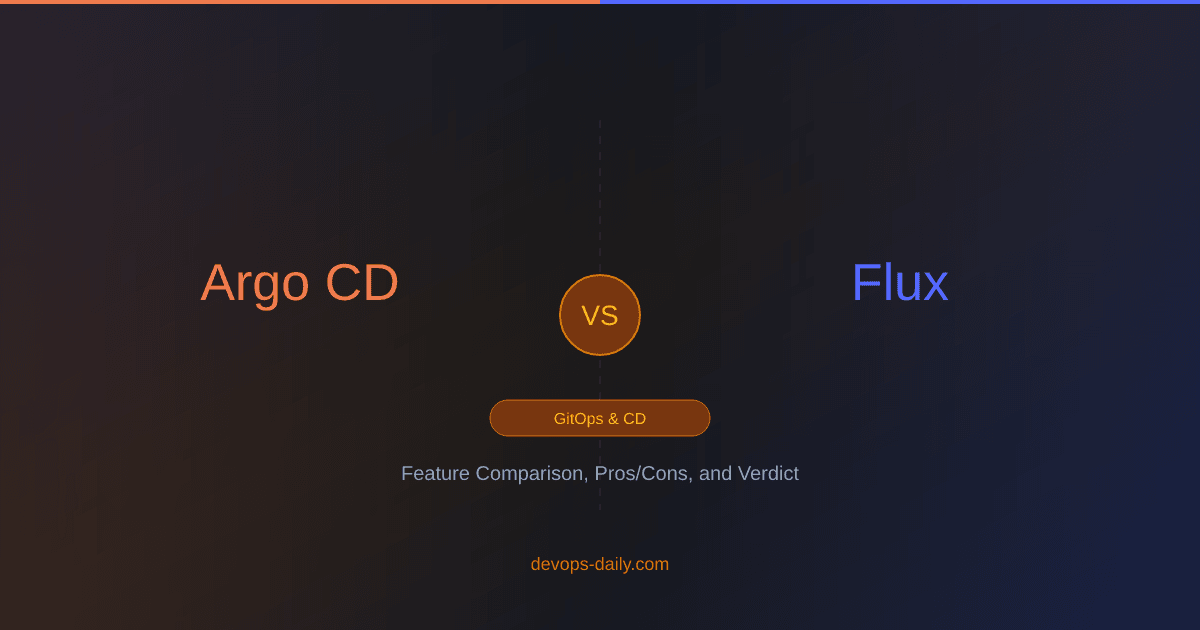 Argo CD
VS
Flux
GitOps & CD
Feature Comparison, Pros/Cons, and Verdict
devops-daily.com